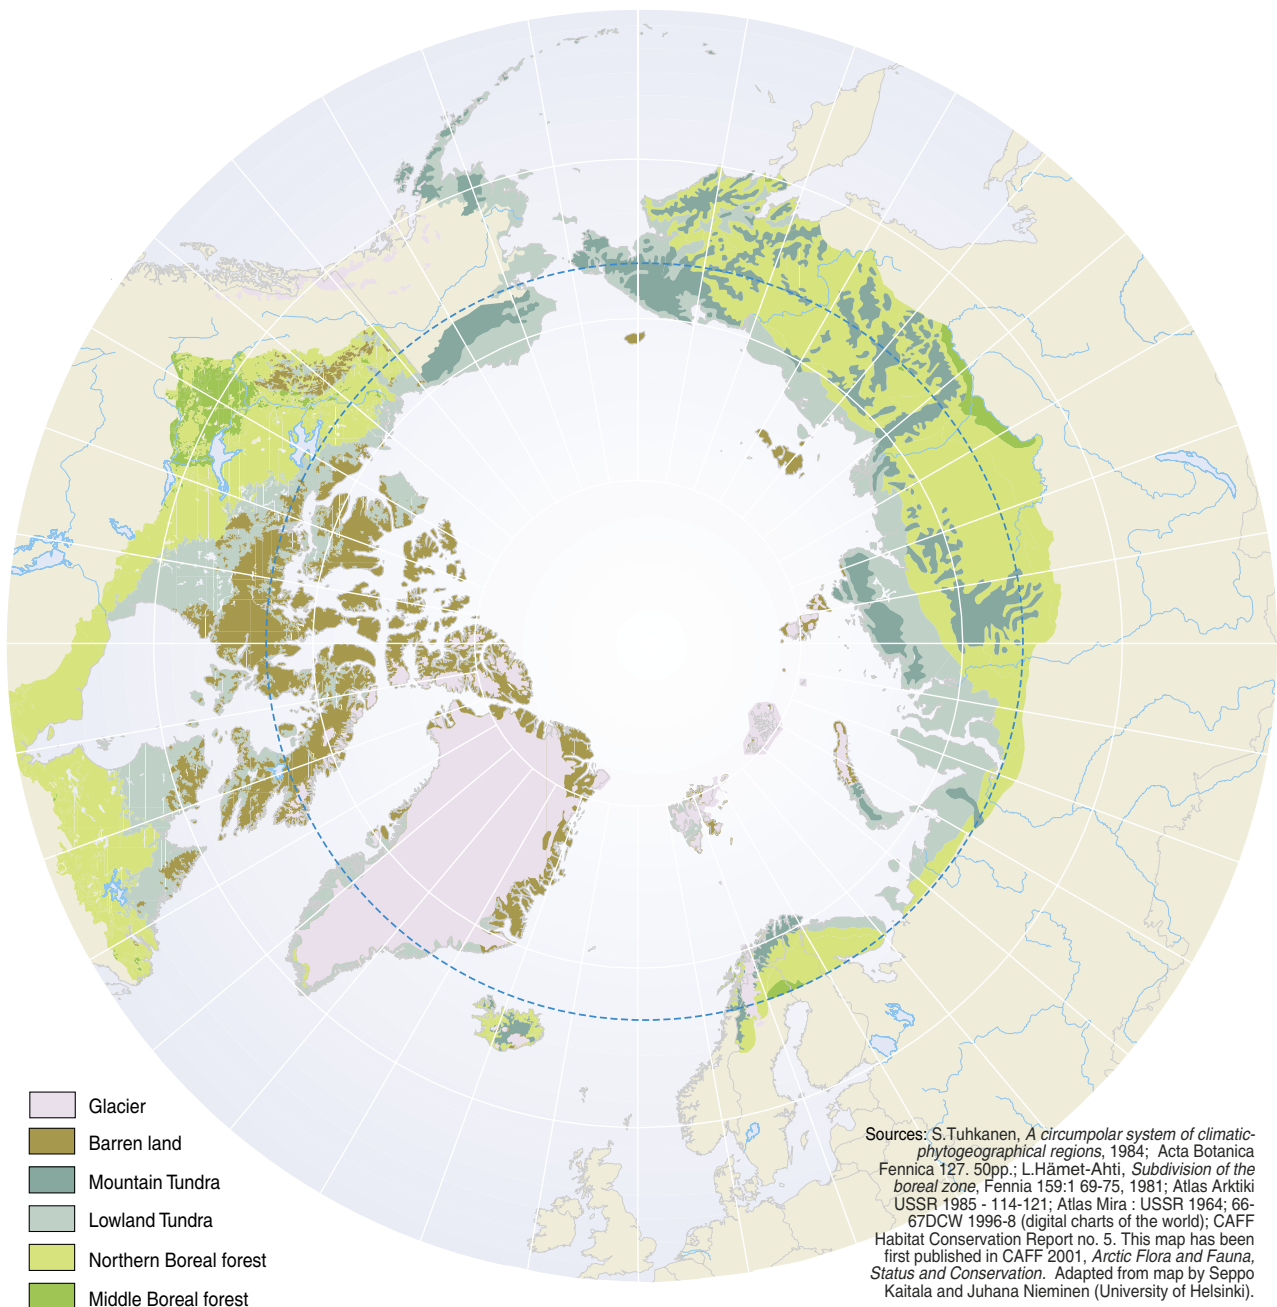 Glacier
Barren land
Mountain Tundra
Lowland Tundra
Northern Boreal forest
Middle Boreal forest
Sources: S.Tuhkanen, A circumpolar system of climatic-
phytogeographical regions, 1984; Acta Botanica
Fennica 127. 50pp.; L.Hämet-Ahti, Subdivision of the
boreal zone, Fennia 159:1 69-75, 1981; Atlas Arktiki
USSR 1985 - 114-121; Atlas Mira : USSR 1964; 66-
67DCW 1996-8 (digital charts of the world); CAFF
Habitat Conservation Report no. 5. This map has been
first published in CAFF 2001, Arctic Flora and Fauna,
Status and Conservation. Adapted from map by Seppo
Kaitala and Juhana Nieminen (University of Helsinki).